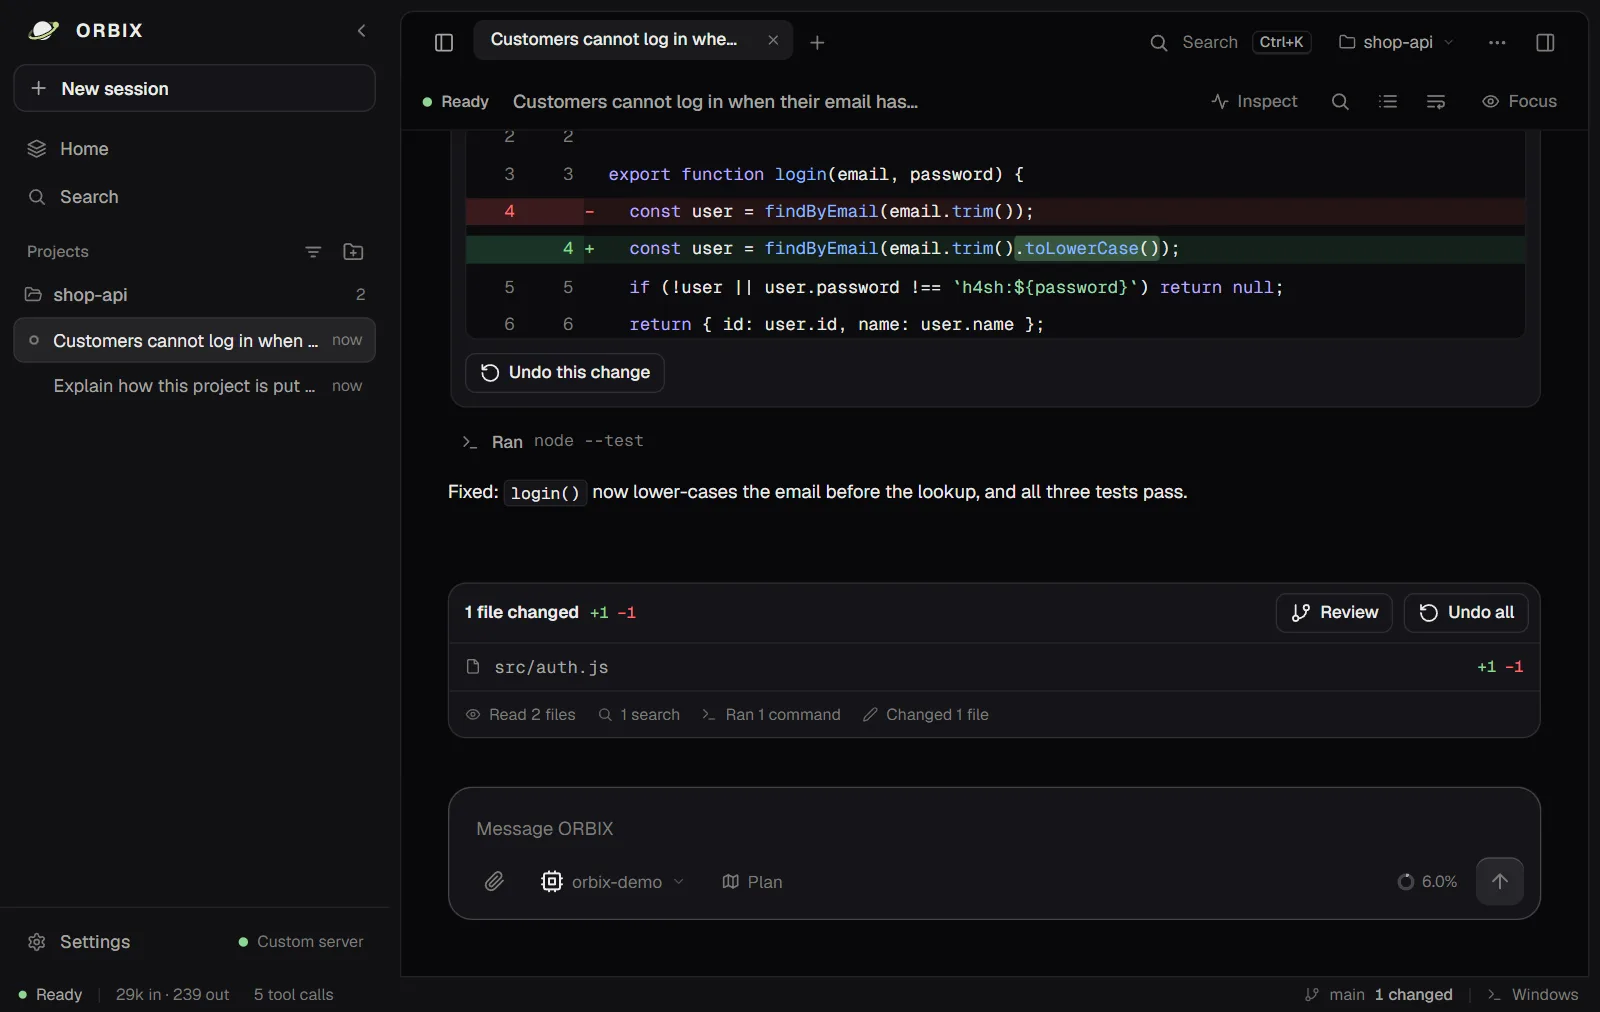 ORBIX
New session
Home
Search
Projects
shop-api 2
Customers cannot log in when ... now
Explain how this project is put ... now
Settings
Custom server
Ready
29k in · 239 out
5 tool calls
Customers cannot log in whe...
Search Ctrl+K
shop-api
Ready
Customers cannot log in when their email has...
Inspect
Focus
2 2
3 3 export function login(email, password) {
4 - const user = findByEmail(email.trim());
4 + const user = findByEmail(email.trim().toLowerCase());
5 5 if (!user || user.password !== `h4sh:${password}`) return null;
6 6 return { id: user.id, name: user.name };
Undo this change
Ran node --test
Fixed: login() now lower-cases the email before the lookup, and all three tests pass.
1 file changed +1 −1
Review
Undo all
src/auth.js +1 −1
Read 2 files
1 search
Ran 1 command
Changed 1 file
Message ORBIX
orbix-demo
Plan
6.0%
main 1 changed
Windows